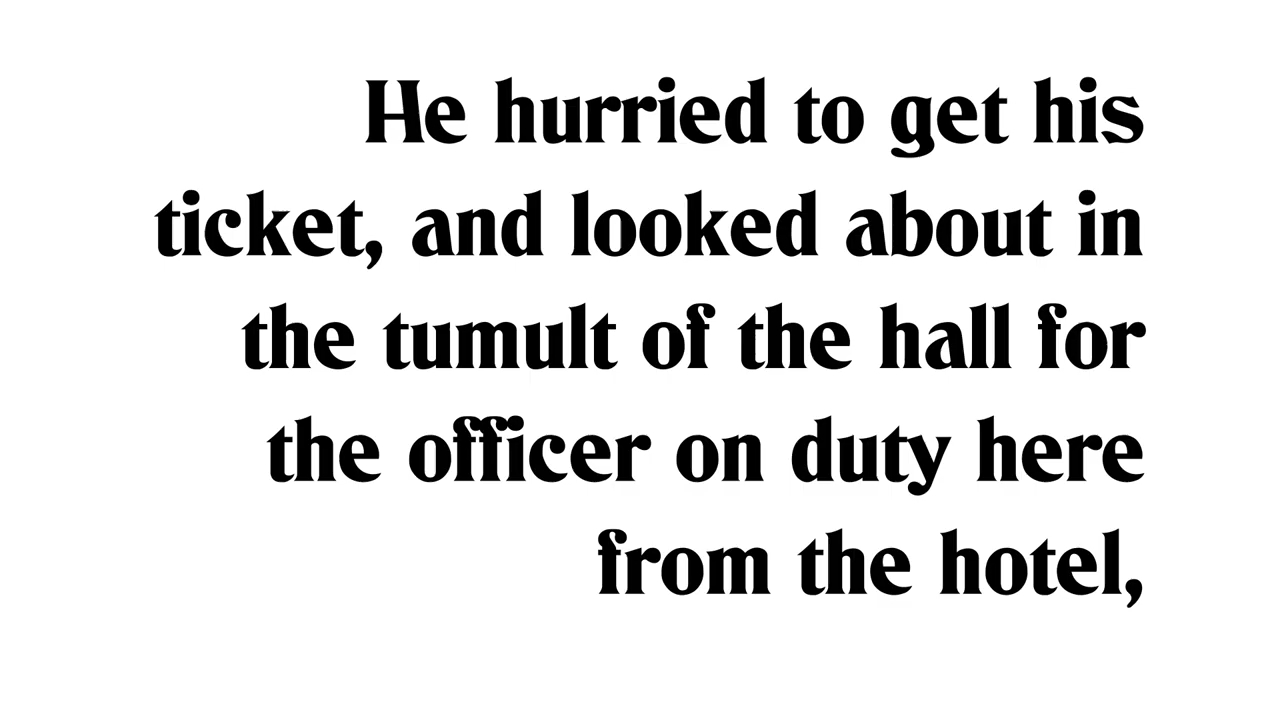 He hurried to get his
ticket, and looked about in
the tumult of the hall for
the officer on duty here
from the hotel,